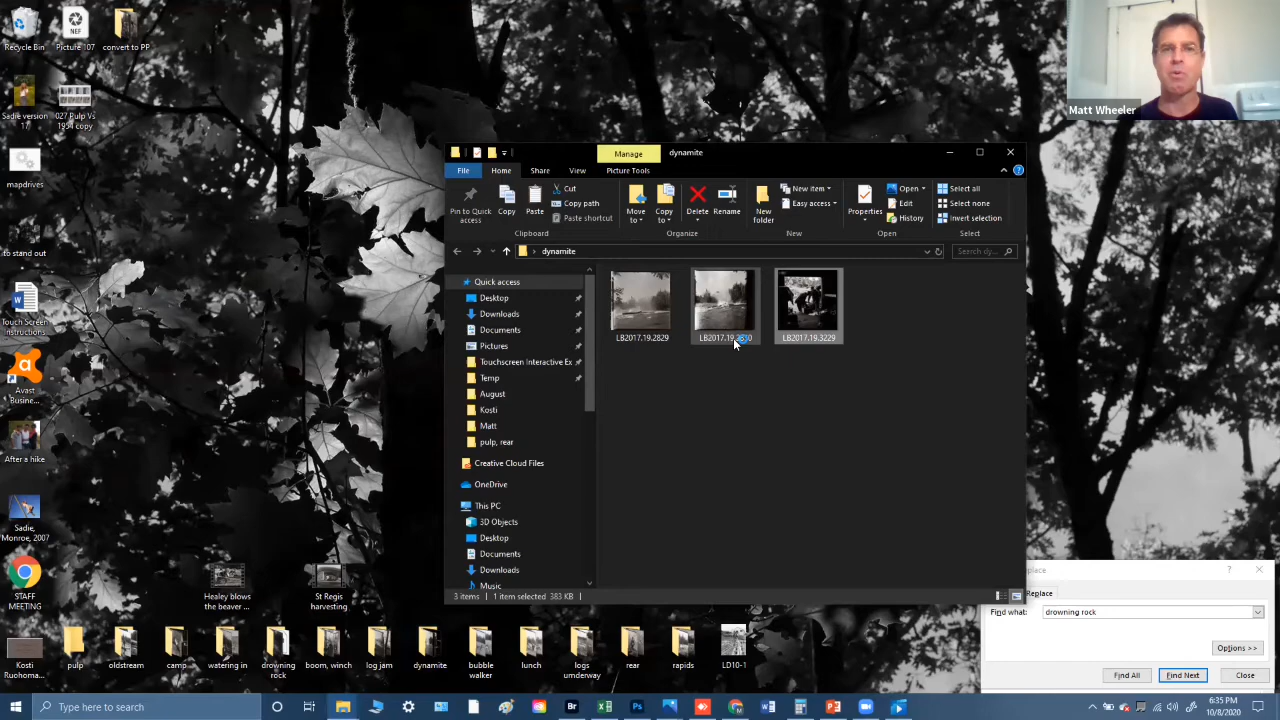 Recycle Bin
Picture 107
convert to PP
Sadie version 17
027 Pulp Vs 1954 copy
mapdrives
to stand out
Touch Screen Instructions
Avast Busine...
After a hike
Sadie, Monroe, 2007
STAFF MEETING
Kosti Ruohoma...
Healey blows the beaver ...
St Regis harvesting
pulp
oldstream
camp
watering in
drowning rock
boom, winch
log jam
dynamite
bubble walker
lunch
logs underway
rear
rapids
LD10-1
Matt Wheeler
Manage
dynamite
File
Home
Share
View
Picture Tools
Pin to Quick access
Copy
Paste
Cut
Copy path
Paste shortcut
Clipboard
Move to
Copy to
Delete
Rename
Organize
New folder
New item
Easy access
New
Properties
Open
Edit
History
Open
Select all
Select none
Invert selection
Select
dynamite
Search dy...
Quick access
Desktop
Downloads
Documents
Pictures
Touchscreen Interactive Ex
Temp
August
Kosti
Matt
pulp, rear
Creative Cloud Files
OneDrive
This PC
3D Objects
Desktop
Documents
Downloads
Music
LB2017.19.2829
LB2017.19.3229
3 items
1 item selected 383 KB
?
Replace
Find what:
drowning rock
Options >>
Find All
Find Next
Close
Type here to search
6:35 PM
10/8/2020